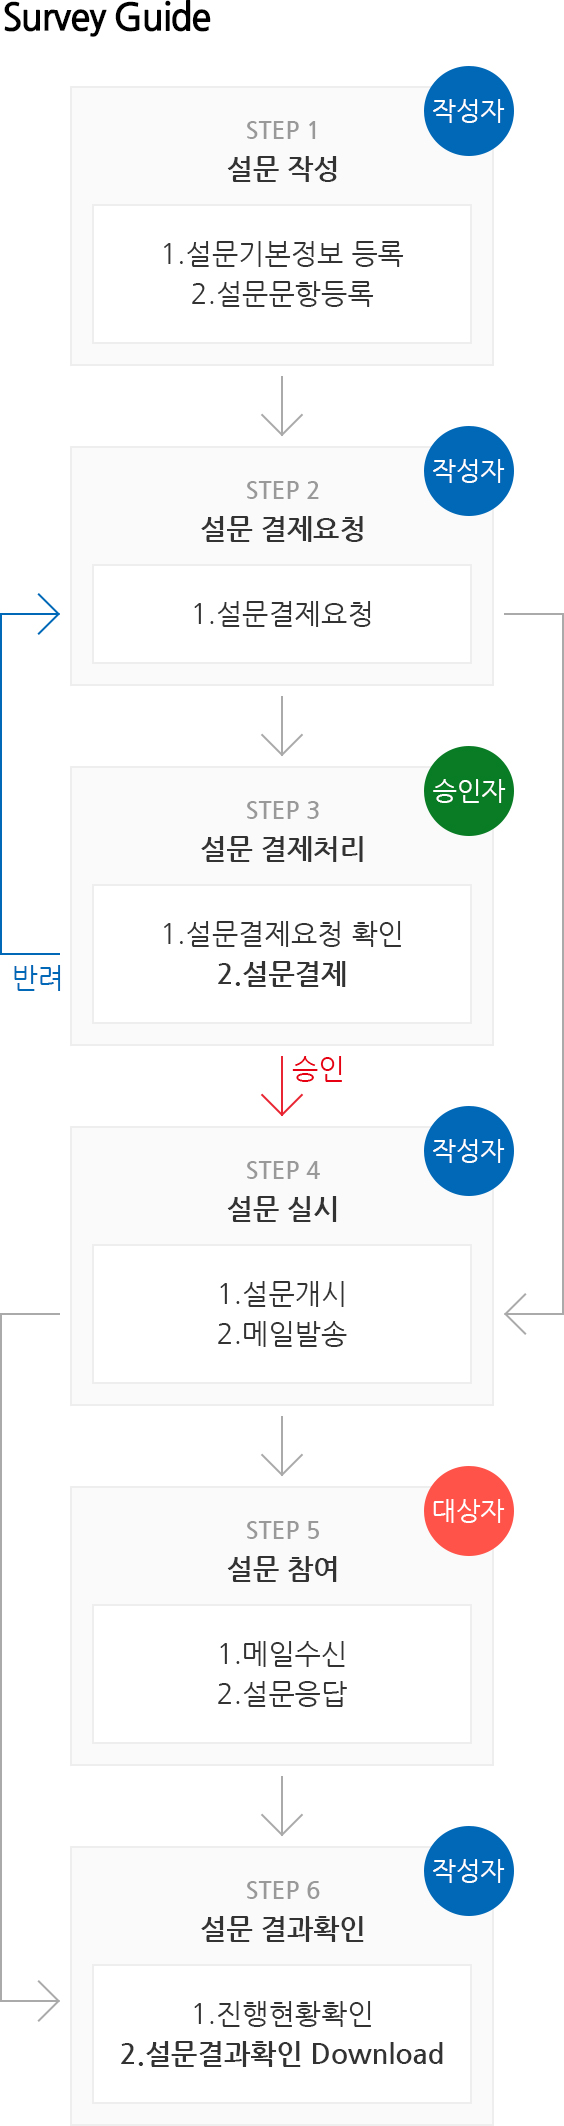 Survey Guide
작성자
STEP 1
설문 작성
1.설문기본정보 등록
2.설문문항등록
작성자
STEP 2
설문 결제요청
1.설문결제요청
승인자
STEP 3
설문 결제처리
1.설문결제요청 확인
2.설문결제
반려
승인
작성자
STEP 4
설문 실시
1.설문개시
2.메일발송
대상자
STEP 5
설문 참여
1.메일수신
2.설문응답
작성자
STEP 6
설문 결과확인
1.진행현황확인
2.설문결과확인 Download